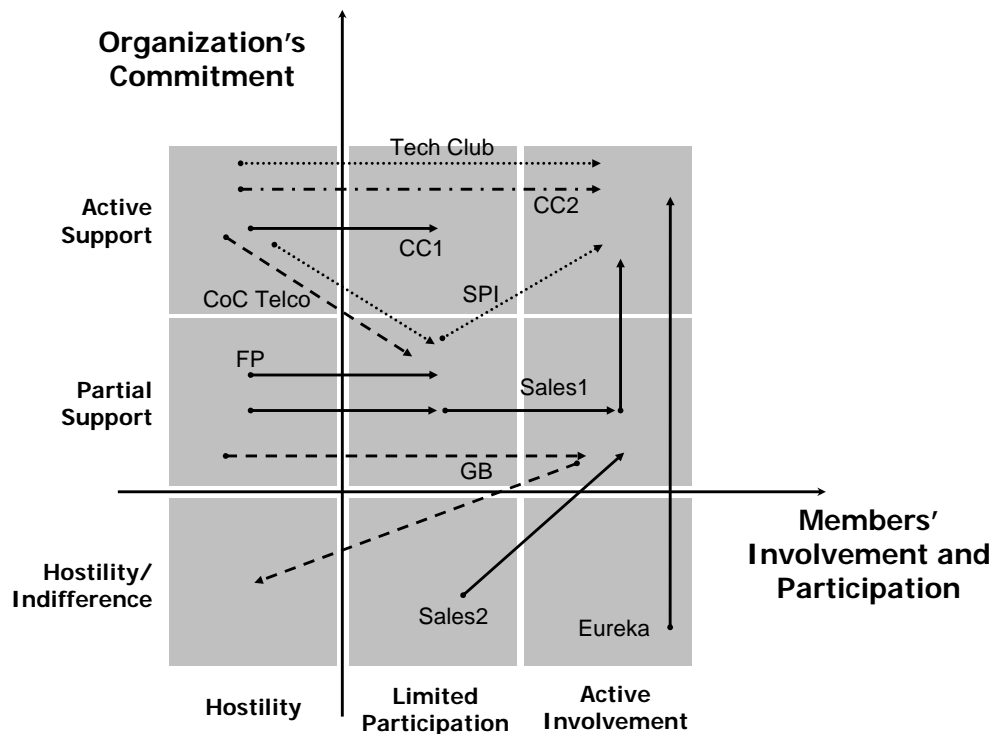 Organization's
Commitment
Tech Club
Active
Support
CC2
CC1
CoC Telco
SPI
FP
Partial
Support
Sales1
GB
Members'
Involvement and
Participation
Hostility/
Indifference
Sales2
Eureka
Hostility
Limited
Participation
Active
Involvement